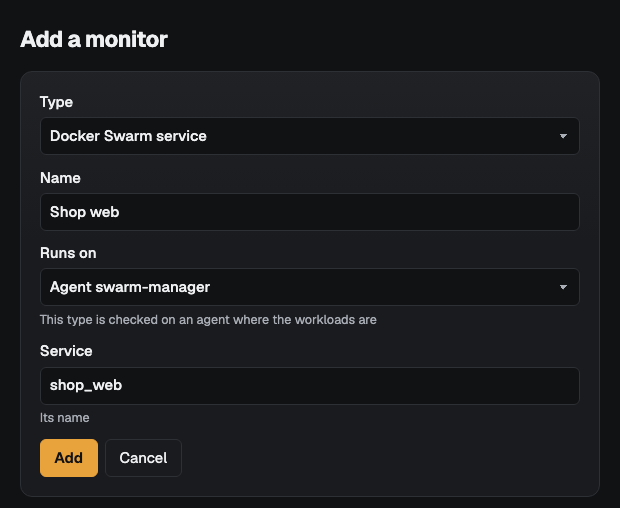 Add a monitor
Type
Docker Swarm service
Name
Shop web
Runs on
Agent swarm-manager
This type is checked on an agent where the workloads are
Service
shop_web
Its name
Add
Cancel